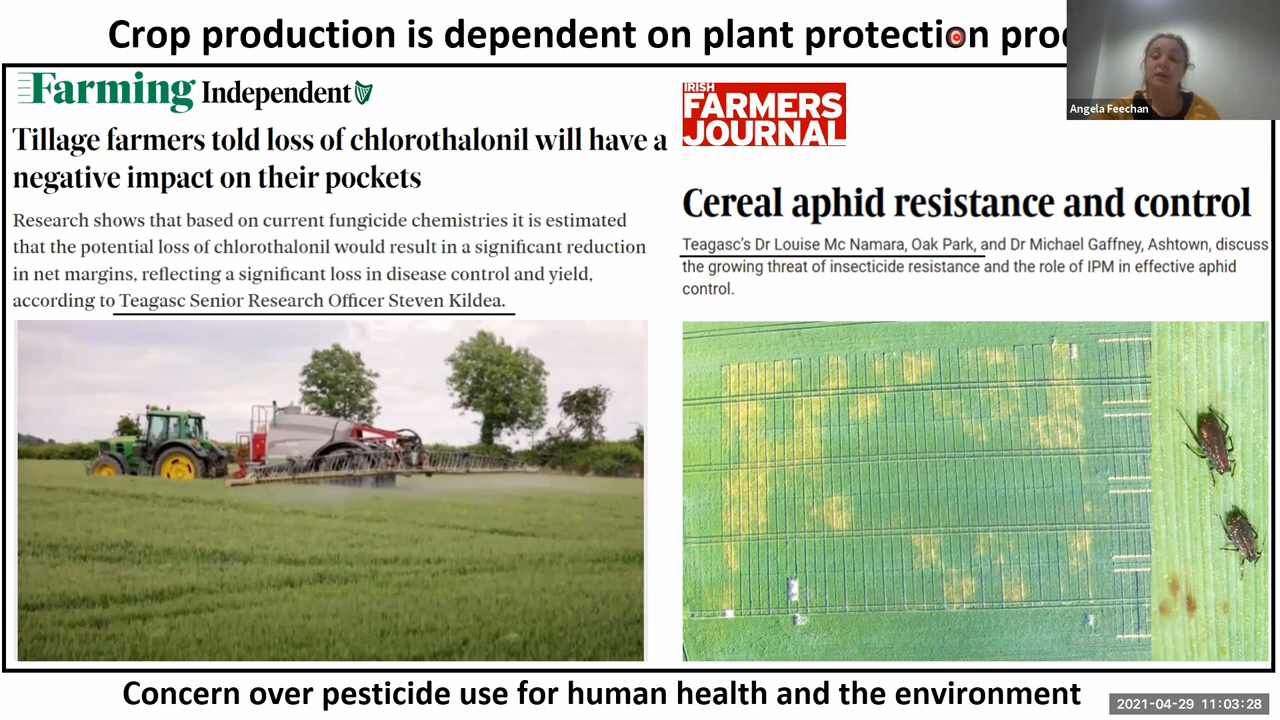 Crop production is dependent on plant protection
Angela Feechan
Farming Independent
Tillage farmers told loss of chlorothalonil will have a
negative impact on their pockets
Research shows that based on current fungicide chemistries it is estimated
that the potential loss of chlorothalonil would result in a significant reduction
in net margins, reflecting a significant loss in disease control and yield,
according to Teagasc Senior Research Officer Steven Kildea.
IRISH
FARMERS
JOURNAL
Cereal aphid resistance and control
Teagasc's Dr Louise Mc Namara, Oak Park, and Dr Michael Gaffney, Ashtown, discuss
the growing threat of insecticide resistance and the role of IPM in effective aphid
control.
Concern over pesticide use for human health and the environment
2021-04-29 11:03:28